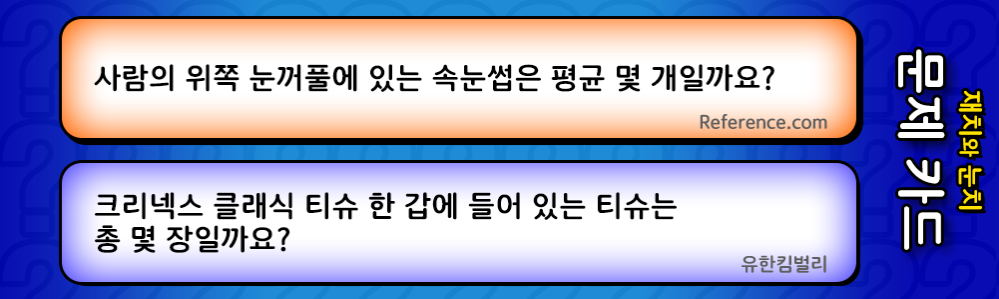 사람의 위쪽 눈꺼풀에 있는 속눈썹은 평균 몇 개일까요?
Reference.com
크리넥스 클래식 티슈 한 갑에 들어 있는 티슈는
총 몇 장일까요?
유한킴벌리
재치와 눈치
문제 카드